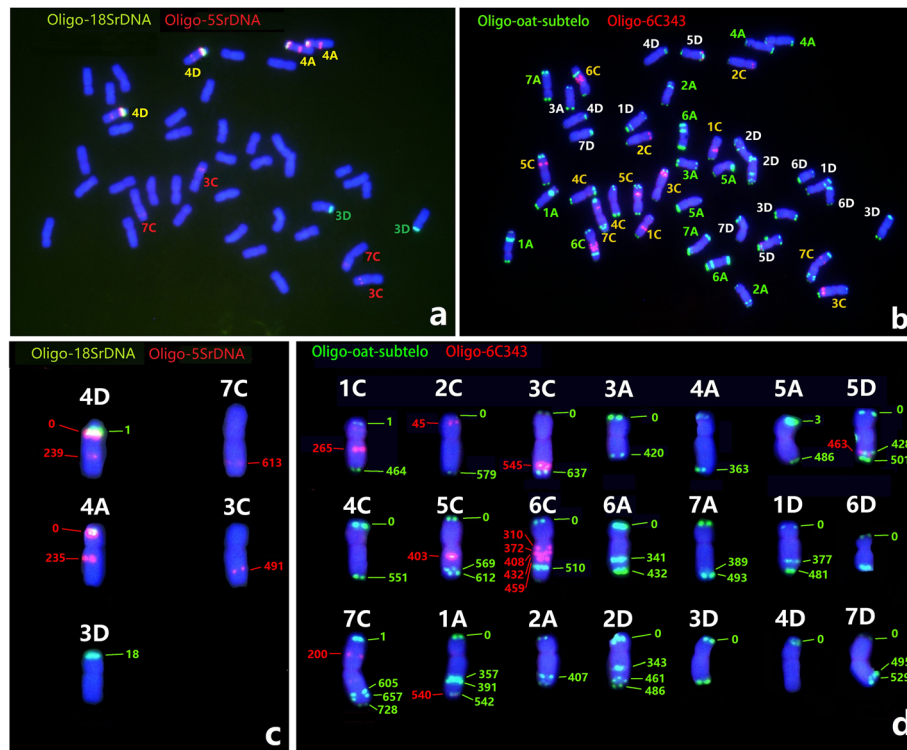 Oligo-18SrDNA Oligo-5SrDNA
4D
4A
4A
4D
3C
7C
3D
3D
7C
3C
a
Oligo-oat-subtelo Oligo-6C343
4A
4A
4D
5D
2C
7A
6C
2A
3A
4D
1D
7D
2C
6A
1C
2D
2D
5C
3A
5A
6D
1D
4C
5C
3C
6D
1A
5A
3D
3D
4C
7C
1C
7D
1A
6C
7A
5D
6A
7C
2A
3C
b
Oligo-18SrDNA Oligo-5SrDNA
4D 7C
0 1
239 613
4A 3C
0
235 491
3D
18
c
Oligo-oat-subtelo Oligo-6C343
1C 2C 3C 3A 4A 5A 5D
1 0 0 0 0 3 0
45
265 463 428
464 579 545 637 420 363 486 501
4C 5C 6C 6A 7A 1D 6D
0 0 0 0 0 0 0
310
372
403 408 341 389 377
432 510
459
551 569 612 432 493 481
7C 1A 2A 2D 3D 4D 7D
1 0 0 0 0 0 0
200
605 357 343 495
657 391 407 461 529
728 540 542 486
d